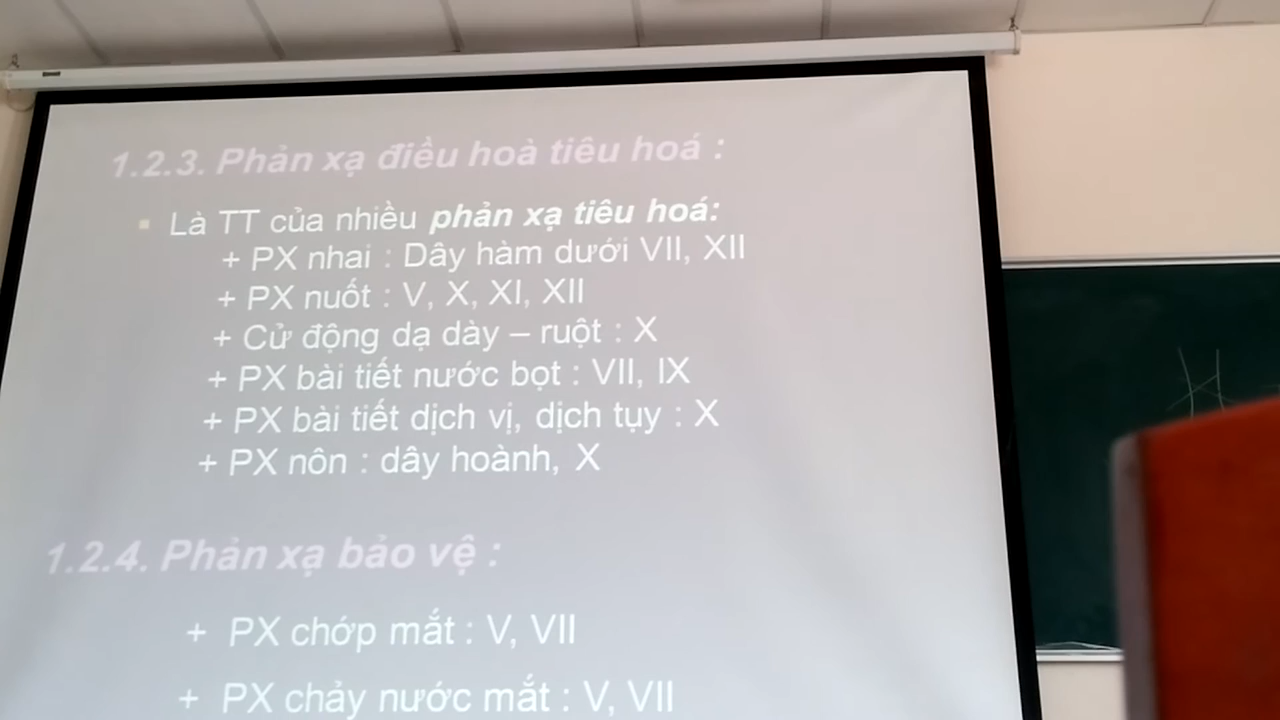 1.2.3. Phản xạ điều hoà tiêu hoá :
▪ Là TT của nhiều phản xạ tiêu hoá:
+ PX nhai : Dây hàm dưới VII, XII
+ PX nuốt : V, X, XI, XII
+ Cử động dạ dày – ruột : X
+ PX bài tiết nước bọt : VII, IX
+ PX bài tiết dịch vị, dịch tụy : X
+ PX nôn : dây hoành, X
1.2.4. Phản xạ bảo vệ :
+ PX chớp mắt : V, VII
+ PX chảy nước mắt : V, VII